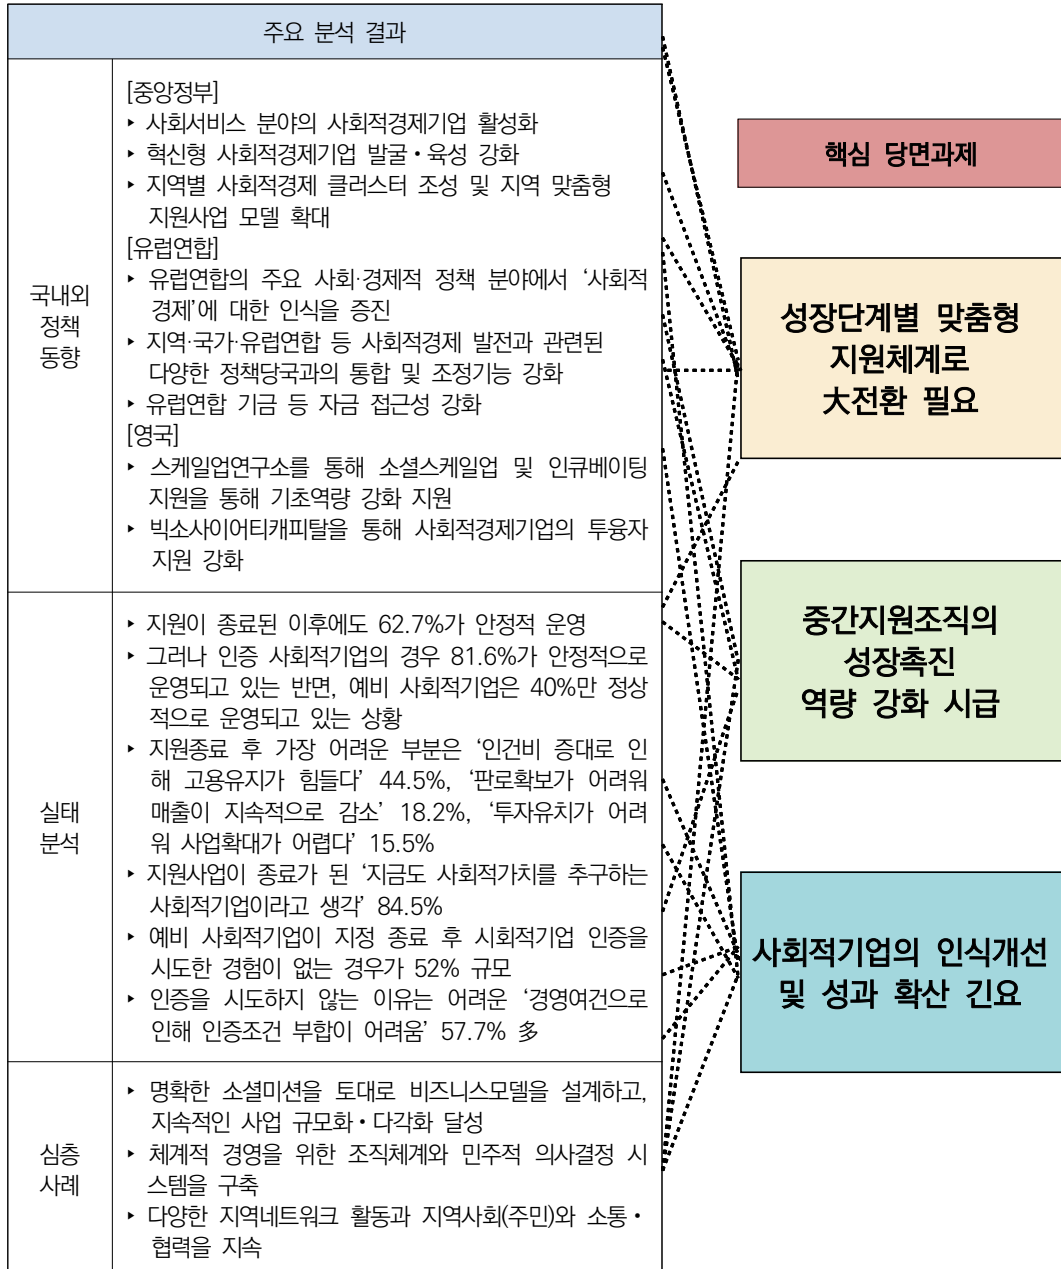 주요 분석 결과
국내외
정책
동향
[중앙정부]
▸ 사회서비스 분야의 사회적경제기업 활성화
▸ 혁신형 사회적경제기업 발굴・육성 강화
▸ 지역별 사회적경제 클러스터 조성 및 지역 맞춤형
지원사업 모델 확대
[유럽연합]
▸ 유럽연합의 주요 사회·경제적 정책 분야에서 ‘사회적
경제’에 대한 인식을 증진
▸ 지역·국가·유럽연합 등 사회적경제 발전과 관련된
다양한 정책당국과의 통합 및 조정기능 강화
▸ 유럽연합 기금 등 자금 접근성 강화
[영국]
▸ 스케일업연구소를 통해 소셜스케일업 및 인큐베이팅
지원을 통해 기초역량 강화 지원
▸ 빅소사이어티캐피탈을 통해 사회적경제기업의 투융자
지원 강화
실태
분석
▸ 지원이 종료된 이후에도 62.7%가 안정적 운영
▸ 그러나 인증 사회적기업의 경우 81.6%가 안정적으로
운영되고 있는 반면, 예비 사회적기업은 40%만 정상
적으로 운영되고 있는 상황
▸ 지원종료 후 가장 어려운 부분은 ‘인건비 증대로 인
해 고용유지가 힘들다’ 44.5%, ‘판로확보가 어려워
매출이 지속적으로 감소’ 18.2%, ‘투자유치가 어려
워 사업확대가 어렵다’ 15.5%
▸ 지원사업이 종료가 된 ‘지금도 사회적가치를 추구하는
사회적기업이라고 생각’ 84.5%
▸ 예비 사회적기업이 지정 종료 후 시회적기업 인증을
시도한 경험이 없는 경우가 52% 규모
▸ 인증을 시도하지 않는 이유는 어려운 ‘경영여건으로
인해 인증조건 부합이 어려움’ 57.7% 多
심층
사례
▸ 명확한 소셜미션을 토대로 비즈니스모델을 설계하고,
지속적인 사업 규모화・다각화 달성
▸ 체계적 경영을 위한 조직체계와 민주적 의사결정 시
스템을 구축
▸ 다양한 지역네트워크 활동과 지역사회(주민)와 소통・
협력을 지속
핵심 당면과제
성장단계별 맞춤형
지원체계로
大전환 필요
중간지원조직의
성장촉진
역량 강화 시급
사회적기업의 인식개선
및 성과 확산 긴요